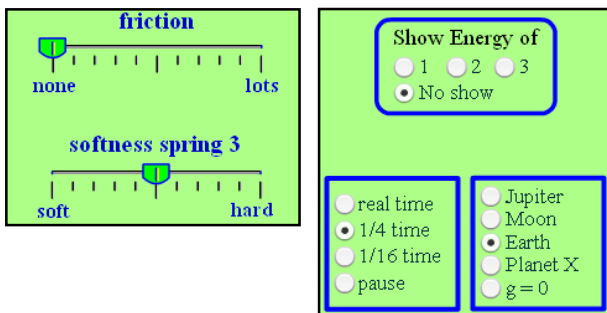 friction
none lots
softness spring 3
soft hard
Show Energy of
1 2 3
No show
real time
1/4 time
1/16 time
pause
Jupiter
Moon
Earth
Planet X
g = 0